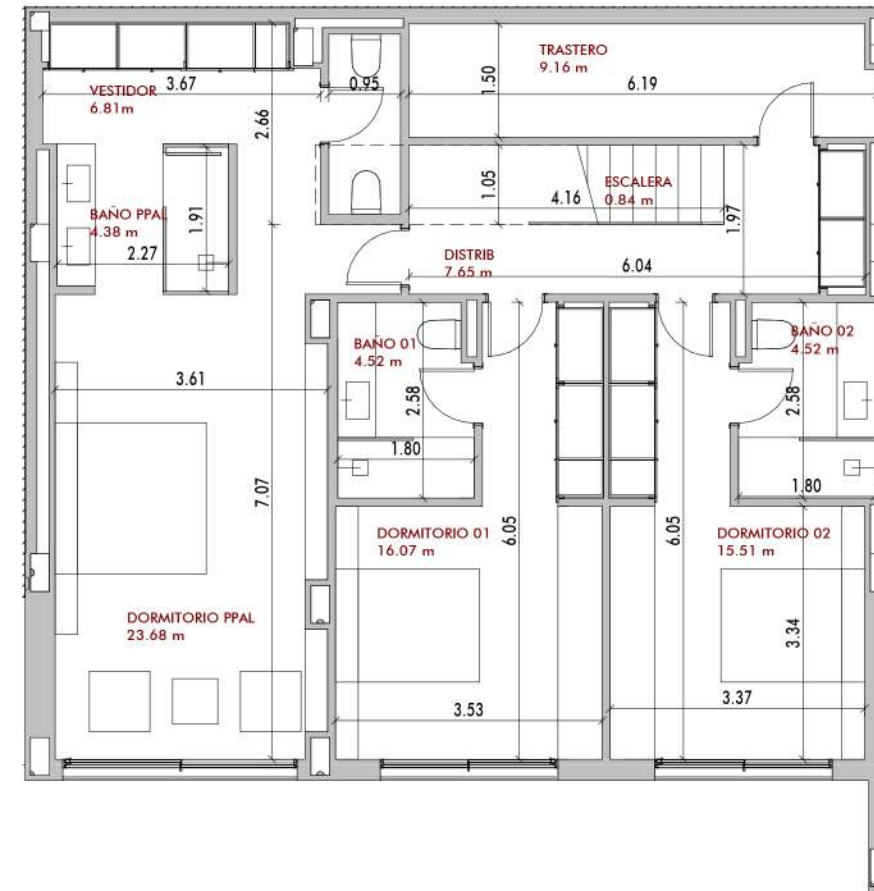 TRASTERO
9.16 m
1.50
6.19
VESTIDOR
6.81m
3.67
0.95
2.66
BAÑO PPAL
4.38 m
1.91
2.27
1.05
ESCALERA
0.84 m
4.16
1.97
DISTRIB
7.65 m
6.04
BAÑO 01
4.52 m
2.58
1.80
BAÑO 02
4.52 m
2.58
1.80
3.61
7.07
DORMITORIO 01
16.07 m
6.05
3.53
DORMITORIO 02
15.51 m
6.05
3.34
3.37
DORMITORIO PPAL
23.68 m